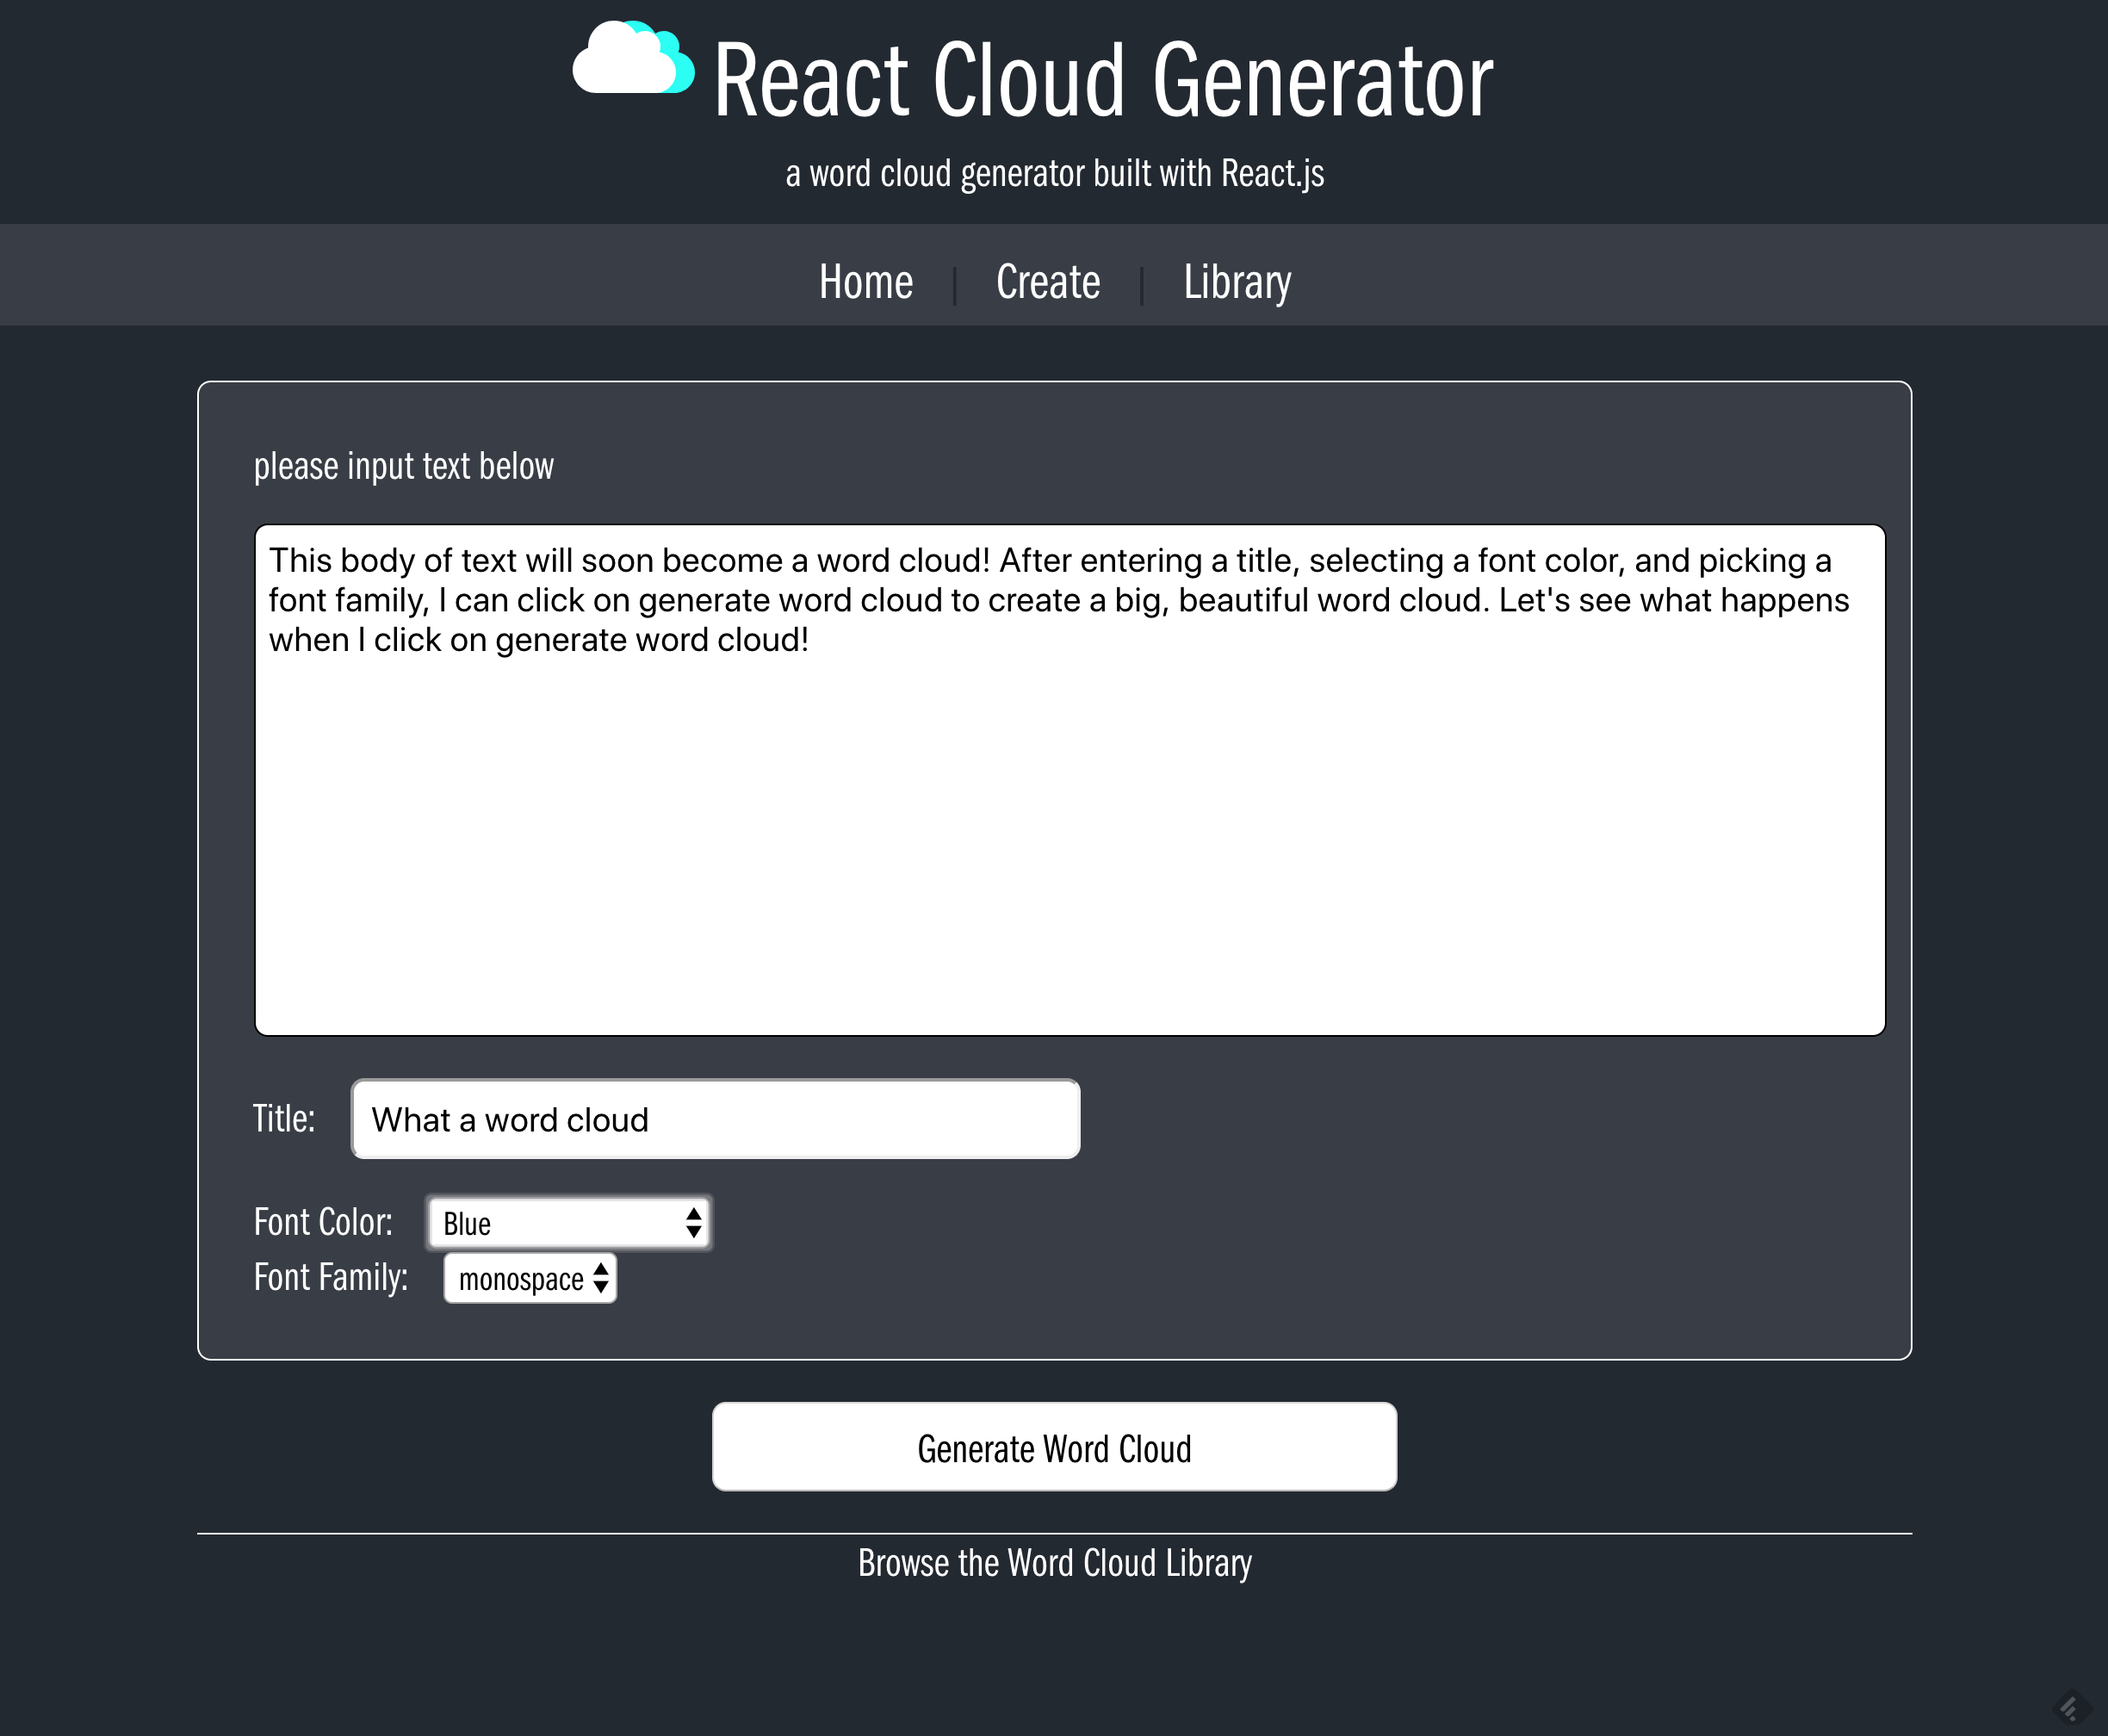 React Cloud Generator
a word cloud generator built with React.js
Home | Create | Library
please input text below
This body of text will soon become a word cloud! After entering a title, selecting a font color, and picking a
font family, I can click on generate word cloud to create a big, beautiful word cloud. Let's see what happens
when I click on generate word cloud!
Title: What a word cloud
Font Color: Blue
Font Family: monospace
Generate Word Cloud
Browse the Word Cloud Library